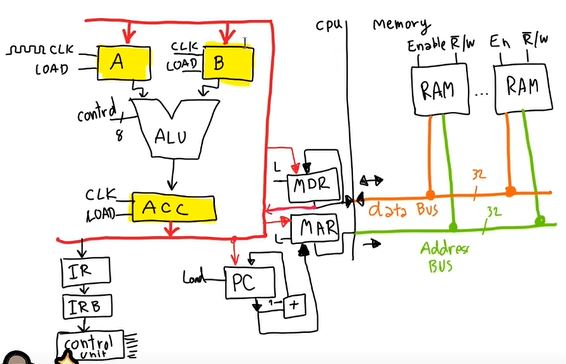 CPU
Memory
Enable R̅/W
En R̅/W
CLK
LOAD
A
CLK
LOAD
B
RAM
...
RAM
control
8
ALU
L
MDR
32
data Bus
CLK
LOAD
ACC
L
MAR
32
Address
BUS
IR
Load
PC
1
+
IRB
control
unit